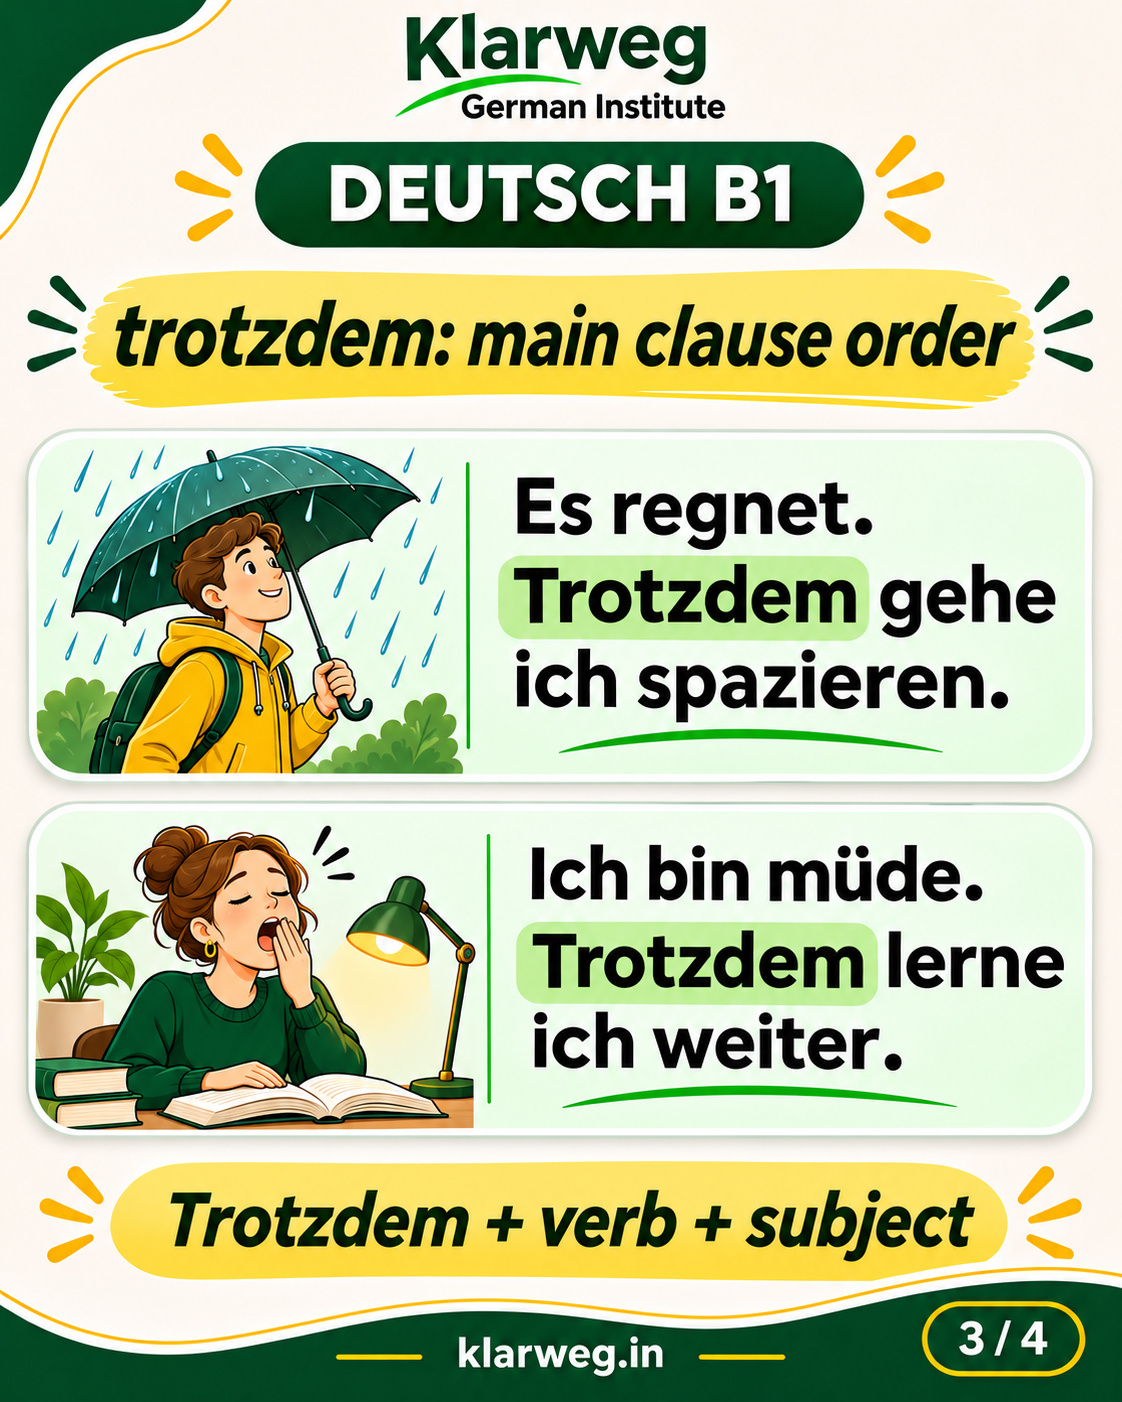 Klarweg
German Institute
DEUTSCH B1
trotzdem: main clause order
Es regnet.
Trotzdem gehe
ich spazieren.
Ich bin müde.
Trotzdem lerne
ich weiter.
Trotzdem + verb + subject
klarweg.in
3 / 4